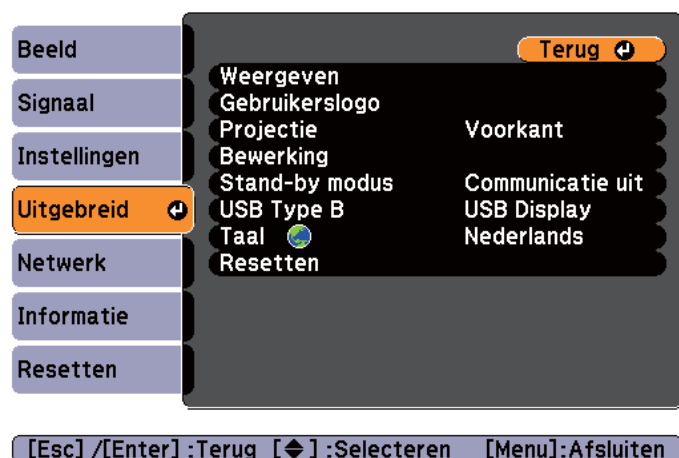 Beeld
Signaal
Instellingen
Uitgebreid
Netwerk
Informatie
Resetten
Terug
Weergeven
Gebruikerslogo
Projectie Voorkant
Bewerking
Stand-by modus Communicatie uit
USB Type B USB Display
Taal Nederlands
Resetten
[Esc] /[Enter] :Terug [◆] :Selecteren [Menu]:Afsluiten